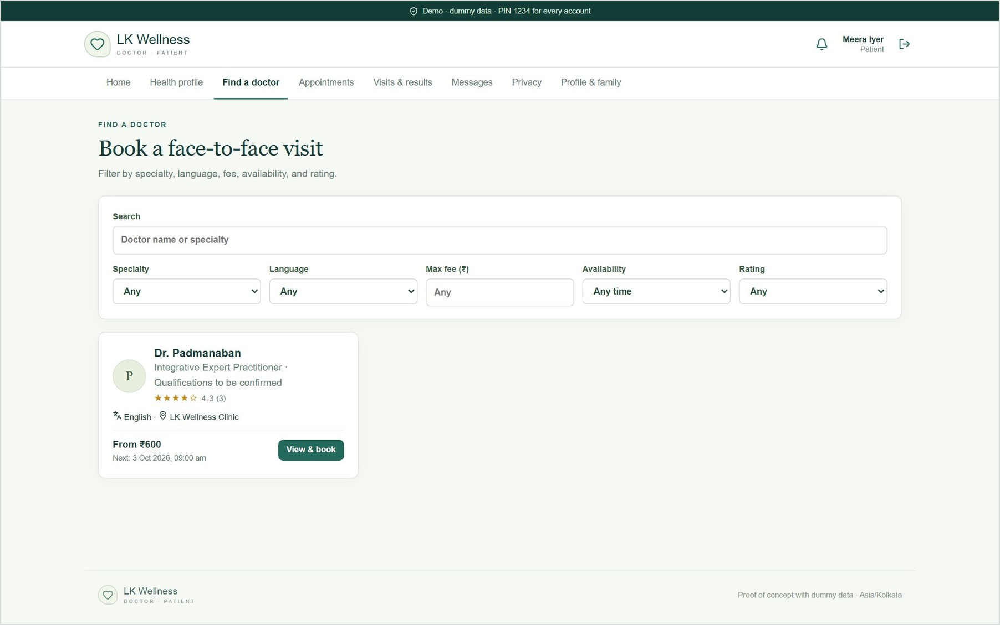 Demo · dummy data · PIN 1234 for every account
LK Wellness
DOCTOR · PATIENT
Meera Iyer
Patient
Home
Health profile
Find a doctor
Appointments
Visits & results
Messages
Privacy
Profile & family
FIND A DOCTOR
Book a face-to-face visit
Filter by specialty, language, fee, availability, and rating.
Search
Doctor name or specialty
Specialty
Language
Max fee (₹)
Availability
Rating
Any
Any
Any
Any time
Any
P
Dr. Padmanaban
Integrative Expert Practitioner ·
Qualifications to be confirmed
★★★★☆ 4.3 (3)
English · LK Wellness Clinic
From ₹600
Next: 3 Oct 2026, 09:00 am
View & book
LK Wellness
DOCTOR · PATIENT
Proof of concept with dummy data · Asia/Kolkata